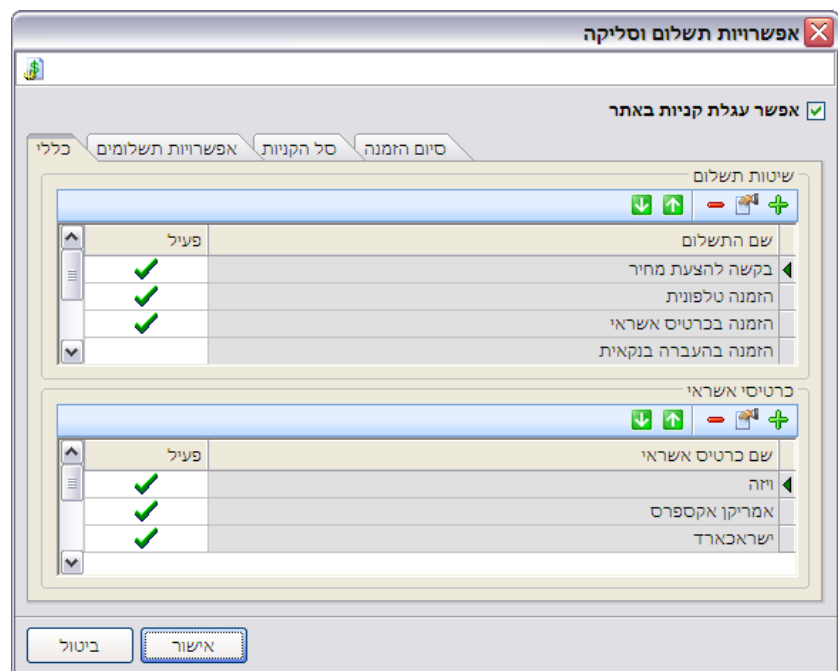 אפשרויות תשלום וסליקה
אפשר עגלת קניות באתר
כללי אפשרויות תשלומים סל הקניות סיום הזמנה
שיטות תשלום
שם התשלום פעיל
בקשה להצעת מחיר
הזמנה טלפונית
הזמנה בכרטיס אשראי
הזמנה בהעברה בנקאית
כרטיסי אשראי
שם כרטיס אשראי פעיל
ויזה
אמריקן אקספרס
ישראכארד
אישור ביטול